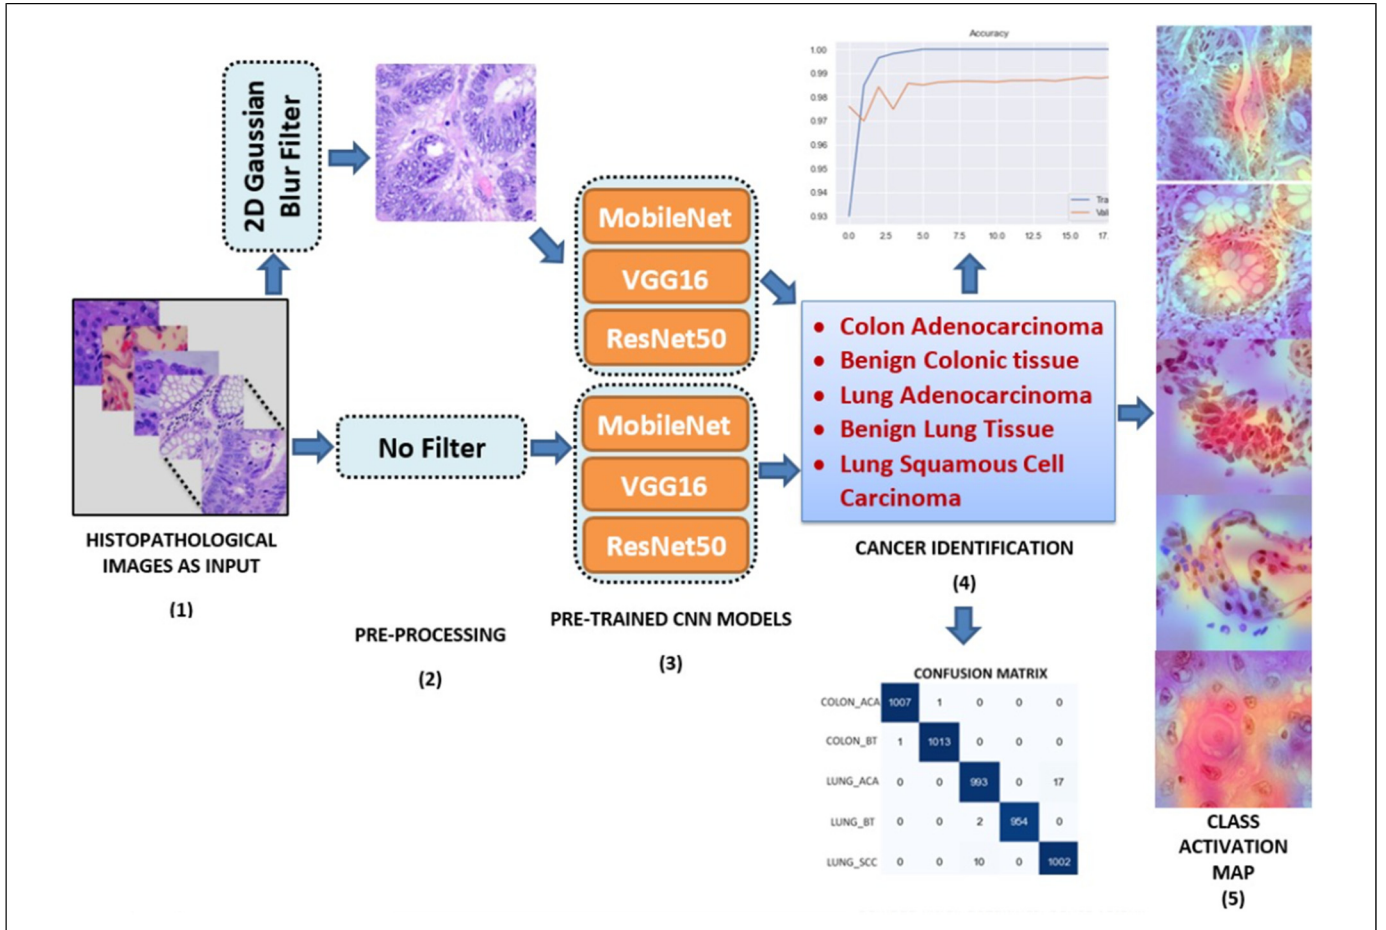 2D Gaussian
Blur Filter
HISTOPATHOLOGICAL
IMAGES AS INPUT
(1)
No Filter
PRE-PROCESSING
(2)
MobileNet
VGG16
ResNet50
MobileNet
VGG16
ResNet50
PRE-TRAINED CNN MODELS
(3)
Accuracy
1.00
0.99
0.98
0.97
0.96
0.95
0.94
0.93
0.0 2.5 5.0 7.5 10.0 12.5 15.0 17.
Tra
Vali
• Colon Adenocarcinoma
• Benign Colonic tissue
• Lung Adenocarcinoma
• Benign Lung Tissue
• Lung Squamous Cell
Carcinoma
CANCER IDENTIFICATION
(4)
CONFUSION MATRIX
COLON_ACA 1007 1 0 0 0
COLON_BT 1 1013 0 0 0
LUNG_ACA 0 0 993 0 17
LUNG_BT 0 0 2 954 0
LUNG_SCC 0 0 10 0 1002
CLASS
ACTIVATION
MAP
(5)